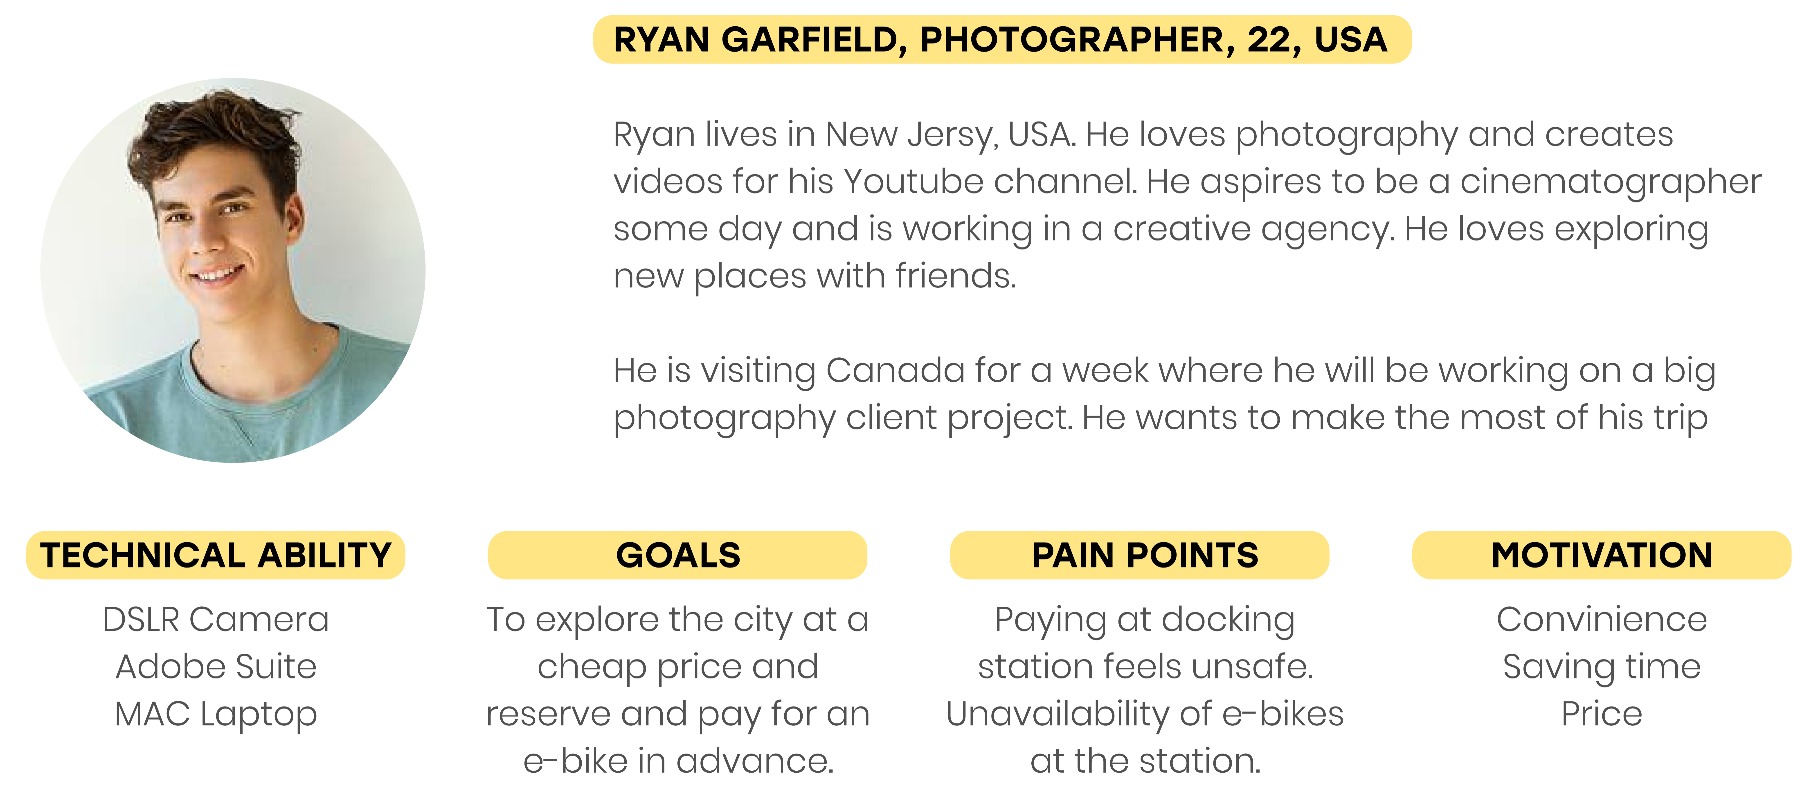 RYAN GARFIELD, PHOTOGRAPHER, 22, USA
Ryan lives in New Jersy, USA. He loves photography and creates
videos for his Youtube channel. He aspires to be a cinematographer
some day and is working in a creative agency. He loves exploring
new places with friends.
He is visiting Canada for a week where he will be working on a big
photography client project. He wants to make the most of his trip
TECHNICAL ABILITY
DSLR Camera
Adobe Suite
MAC Laptop
GOALS
To explore the city at a
cheap price and
reserve and pay for an
e-bike in advance.
PAIN POINTS
Paying at docking
station feels unsafe.
Unavailability of e-bikes
at the station.
MOTIVATION
Convinience
Saving time
Price